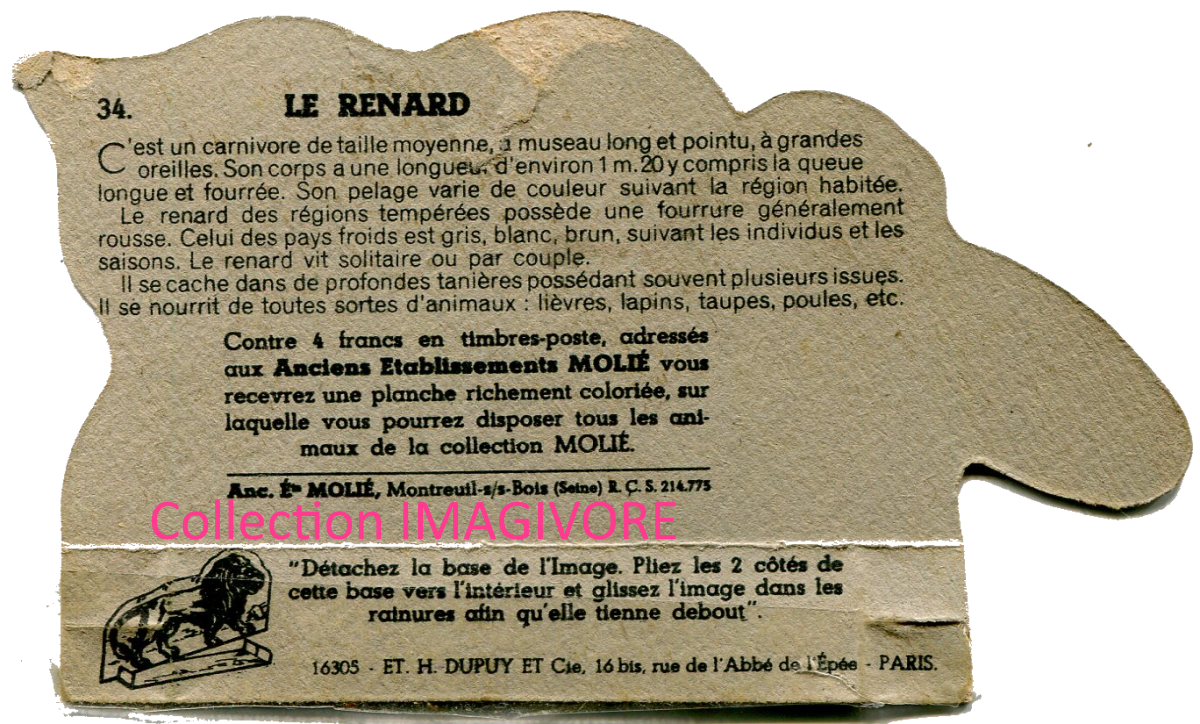 34. LE RENARD
C'est un carnivore de taille moyenne, à museau long et pointu, à grandes
oreilles. Son corps a une longueur d'environ 1 m. 20 y compris la queue
longue et fourrée. Son pelage varie de couleur suivant la région habitée.
Le renard des régions tempérées possède une fourrure généralement
rousse. Celui des pays froids est gris, blanc, brun, suivant les individus et les
saisons. Le renard vit solitaire ou par couple.
Il se cache dans de profondes tanières possédant souvent plusieurs issues.
Il se nourrit de toutes sortes d'animaux : lièvres, lapins, taupes, poules, etc.
Contre 4 francs en timbres-poste, adressés
aux Anciens Etablissements MOLIÉ vous
recevrez une planche richement coloriée, sur
laquelle vous pourrez disposer tous les ani-
maux de la collection MOLIÉ.
Anc. Éts MOLIÉ, Montreuil-s/s-Bois (Seine) R. C. S. 214.775
Collection IMAGIVORE
"Détachez la base de l'Image. Pliez les 2 côtés de
cette base vers l'intérieur et glissez l'image dans les
rainures afin qu'elle tienne debout".
16305 - ET. H. DUPUY ET Cie, 16 bis, rue de l'Abbé de l'Épée - PARIS.